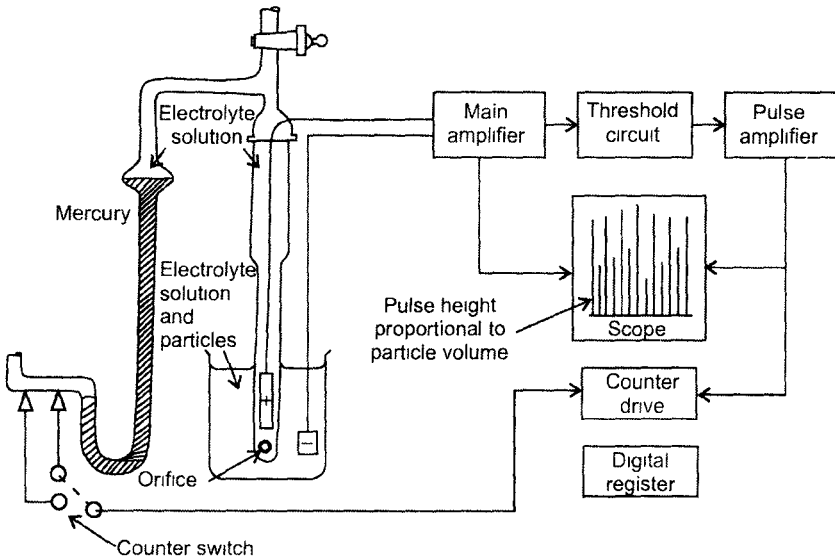 Electrolyte
solution
Mercury
Electrolyte
solution
and
particles
Orifice
Counter switch
+
−
Main
amplifier
Threshold
circuit
Pulse
amplifier
Pulse height
proportional to
particle volume
Scope
Counter
drive
Digital
register